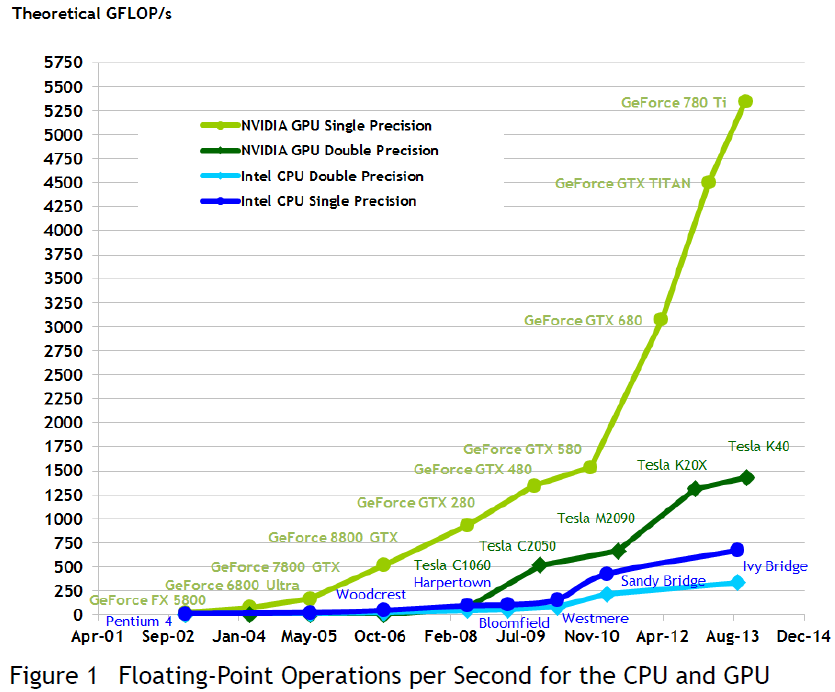 Theoretical GFLOP/s
5750
5500
5250
5000
4750
4500
4250
4000
3750
3500
3250
3000
2750
2500
2250
2000
1750
1500
1250
1000
750
500
250
0
NVIDIA GPU Single Precision
NVIDIA GPU Double Precision
Intel CPU Double Precision
Intel CPU Single Precision
GeForce 780 Ti
GeForce GTX TITAN
GeForce GTX 680
GeForce GTX 580
GeForce GTX 480
GeForce GTX 280
GeForce 8800 GTX
GeForce 7800 GTX
GeForce 6800 Ultra
GeForce FX 5800
Tesla K40
Tesla K20X
Tesla M2090
Tesla C2050
Tesla C1060
Harpertown
Woodcrest
Pentium 4
Bloomfield
Westmere
Sandy Bridge
Ivy Bridge
Apr-01 Sep-02 Jan-04 May-05 Oct-06 Feb-08 Jul-09 Nov-10 Apr-12 Aug-13 Dec-14
Figure 1 Floating-Point Operations per Second for the CPU and GPU